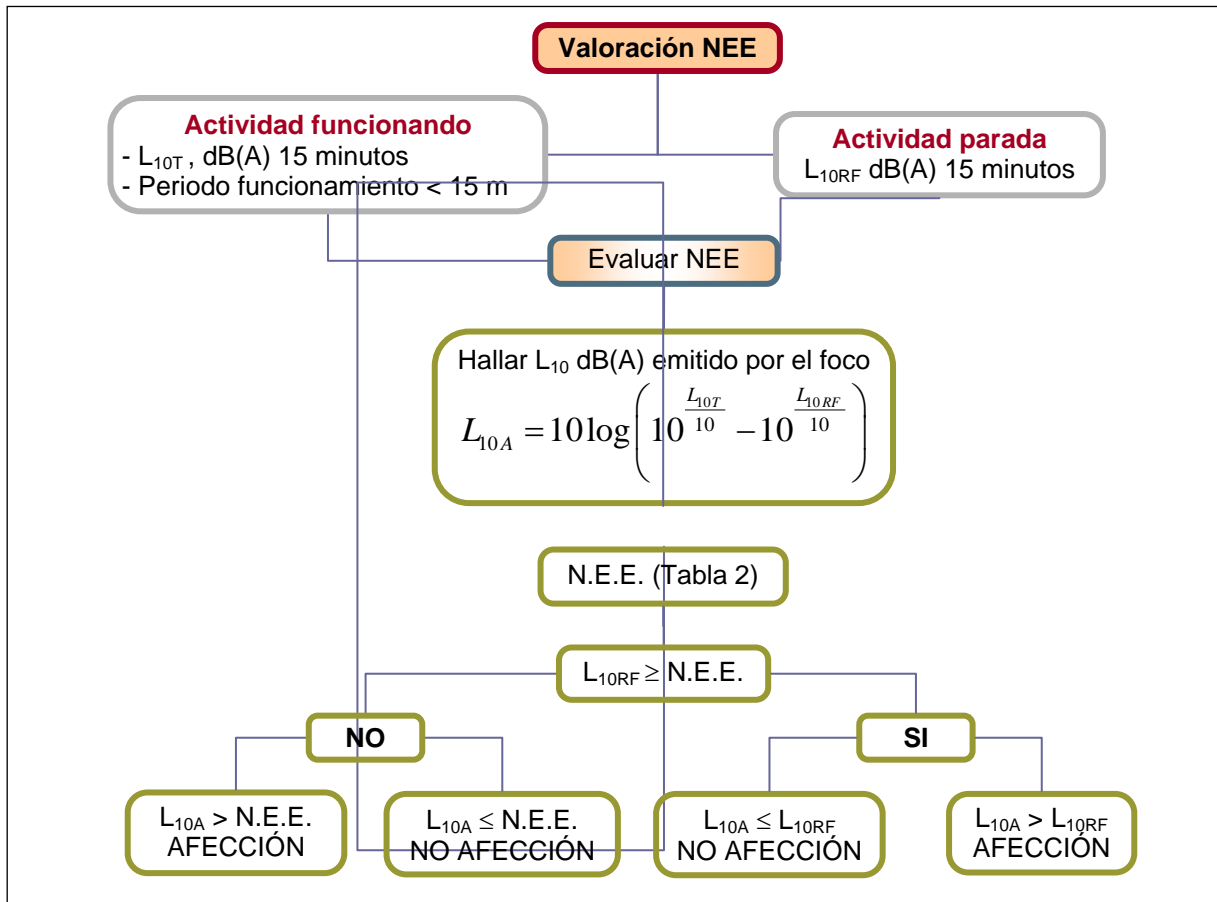 Valoración NEE
Actividad funcionando
- L10T , dB(A) 15 minutos
- Periodo funcionamiento < 15 m
Actividad parada
L10RF dB(A) 15 minutos
Evaluar NEE
Hallar L10 dB(A) emitido por el foco
L10A = 10 log( 10^(L10T/10) − 10^(L10RF/10) )
N.E.E. (Tabla 2)
L10RF ≥ N.E.E.
NO
SI
L10A > N.E.E.
AFECCIÓN
L10A ≤ N.E.E.
NO AFECCIÓN
L10A ≤ L10RF
NO AFECCIÓN
L10A > L10RF
AFECCIÓN